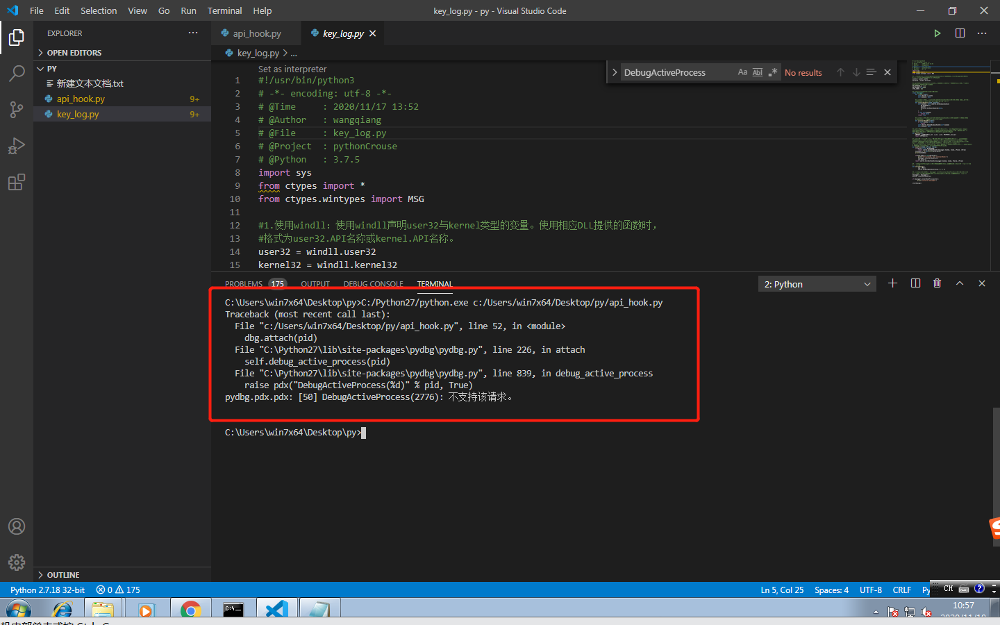 File Edit Selection View Go Run Terminal Help key_log.py - py - Visual Studio Code
EXPLORER
OPEN EDITORS
PY
新建文本文档.txt
api_hook.py 9+
key_log.py 9+
OUTLINE
api_hook.py key_log.py
key_log.py > ...
DebugActiveProcess Aa Abl .* No results
Set as interpreter
1 #!/usr/bin/python3
2 # -*- encoding: utf-8 -*-
3 # @Time : 2020/11/17 13:52
4 # @Author : wangqiang
5 # @File : key_log.py
6 # @Project : pythonCrouse
7 # @Python : 3.7.5
8 import sys
9 from ctypes import *
10 from ctypes.wintypes import MSG
11
12 #1.使用windll: 使用windll声明user32与kernel类型的变量。使用相应DLL提供的函数时，
13 #格式为user32.API名称或kernel.API名称。
14 user32 = windll.user32
15 kernel32 = windll.kernel32
PROBLEMS 175 OUTPUT DEBUG CONSOLE TERMINAL 2: Python
C:\Users\win7x64\Desktop\py>C:/Python27/python.exe c:/Users/win7x64/Desktop/py/api_hook.py
Traceback (most recent call last):
File "c:/Users/win7x64/Desktop/py/api_hook.py", line 52, in <module>
dbg.attach(pid)
File "C:\Python27\lib\site-packages\pydbg\pydbg.py", line 226, in attach
self.debug_active_process(pid)
File "C:\Python27\lib\site-packages\pydbg\pydbg.py", line 839, in debug_active_process
raise pdx("DebugActiveProcess(%d)" % pid, True)
pydbg.pdx.pdx: [50] DebugActiveProcess(2776): 不支持该请求。
C:\Users\win7x64\Desktop\py>
Python 2.7.18 32-bit 0 175 Ln 5, Col 25 Spaces: 4 UTF-8 CRLF Py CH
10:57